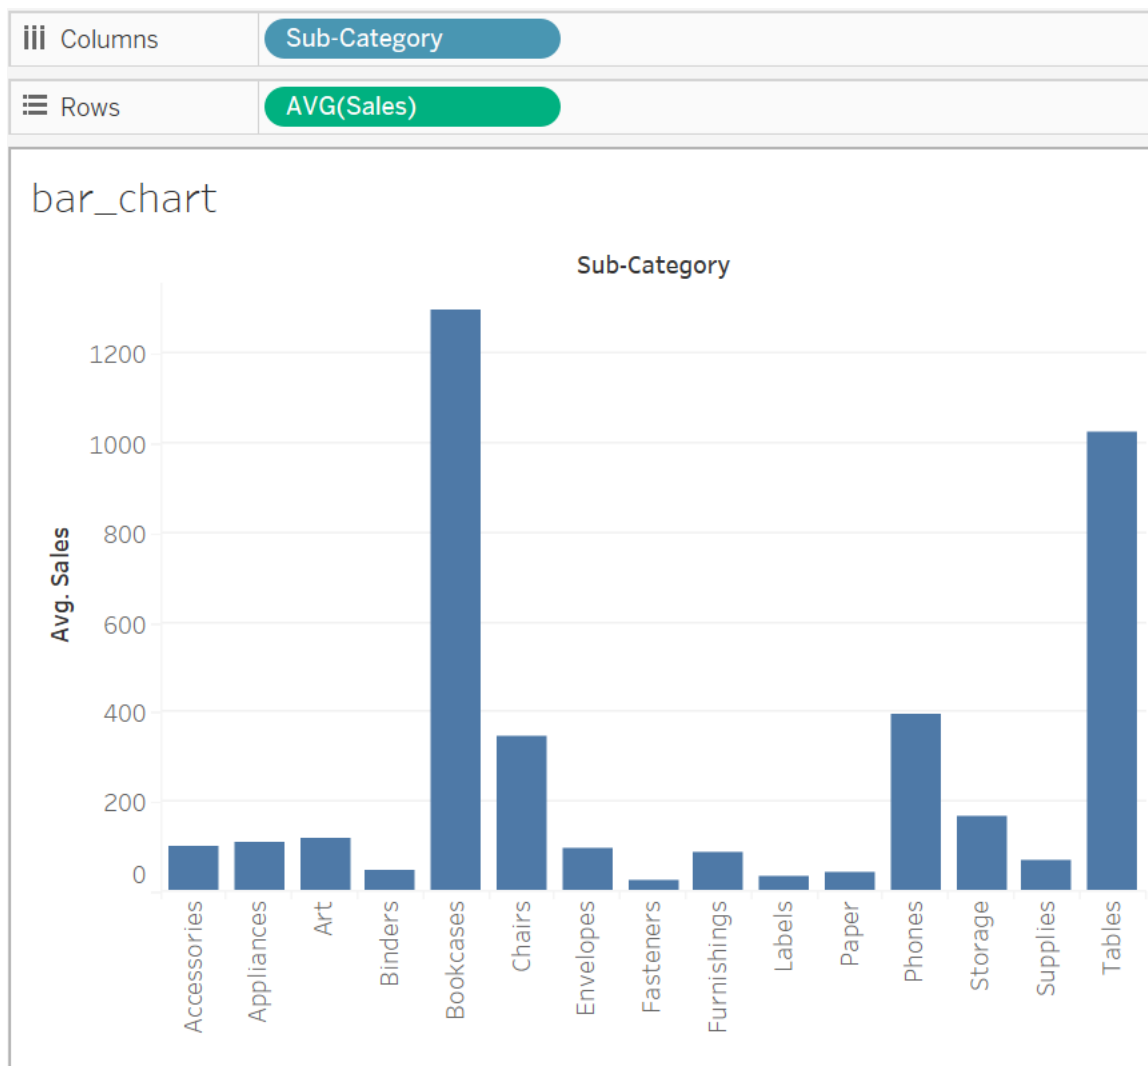 Columns
Sub-Category
Rows
AVG(Sales)
bar_chart
Sub-Category
Avg. Sales
1200
1000
800
600
400
200
0
Accessories
Appliances
Art
Binders
Bookcases
Chairs
Envelopes
Fasteners
Furnishings
Labels
Paper
Phones
Storage
Supplies
Tables